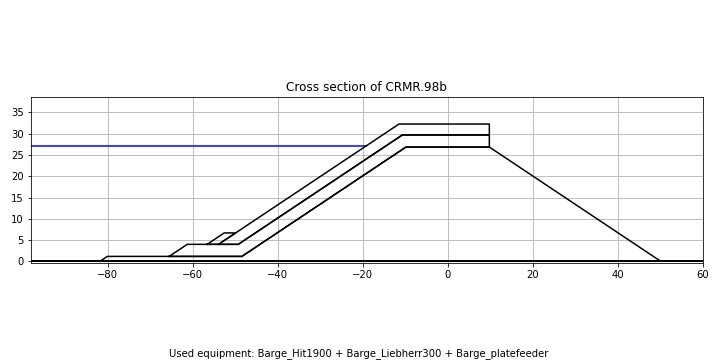 Cross section of CRMR.98b
35
30
25
20
15
10
5
0
−80 −60 −40 −20 0 20 40 60
Used equipment: Barge_Hit1900 + Barge_Liebherr300 + Barge_platefeeder